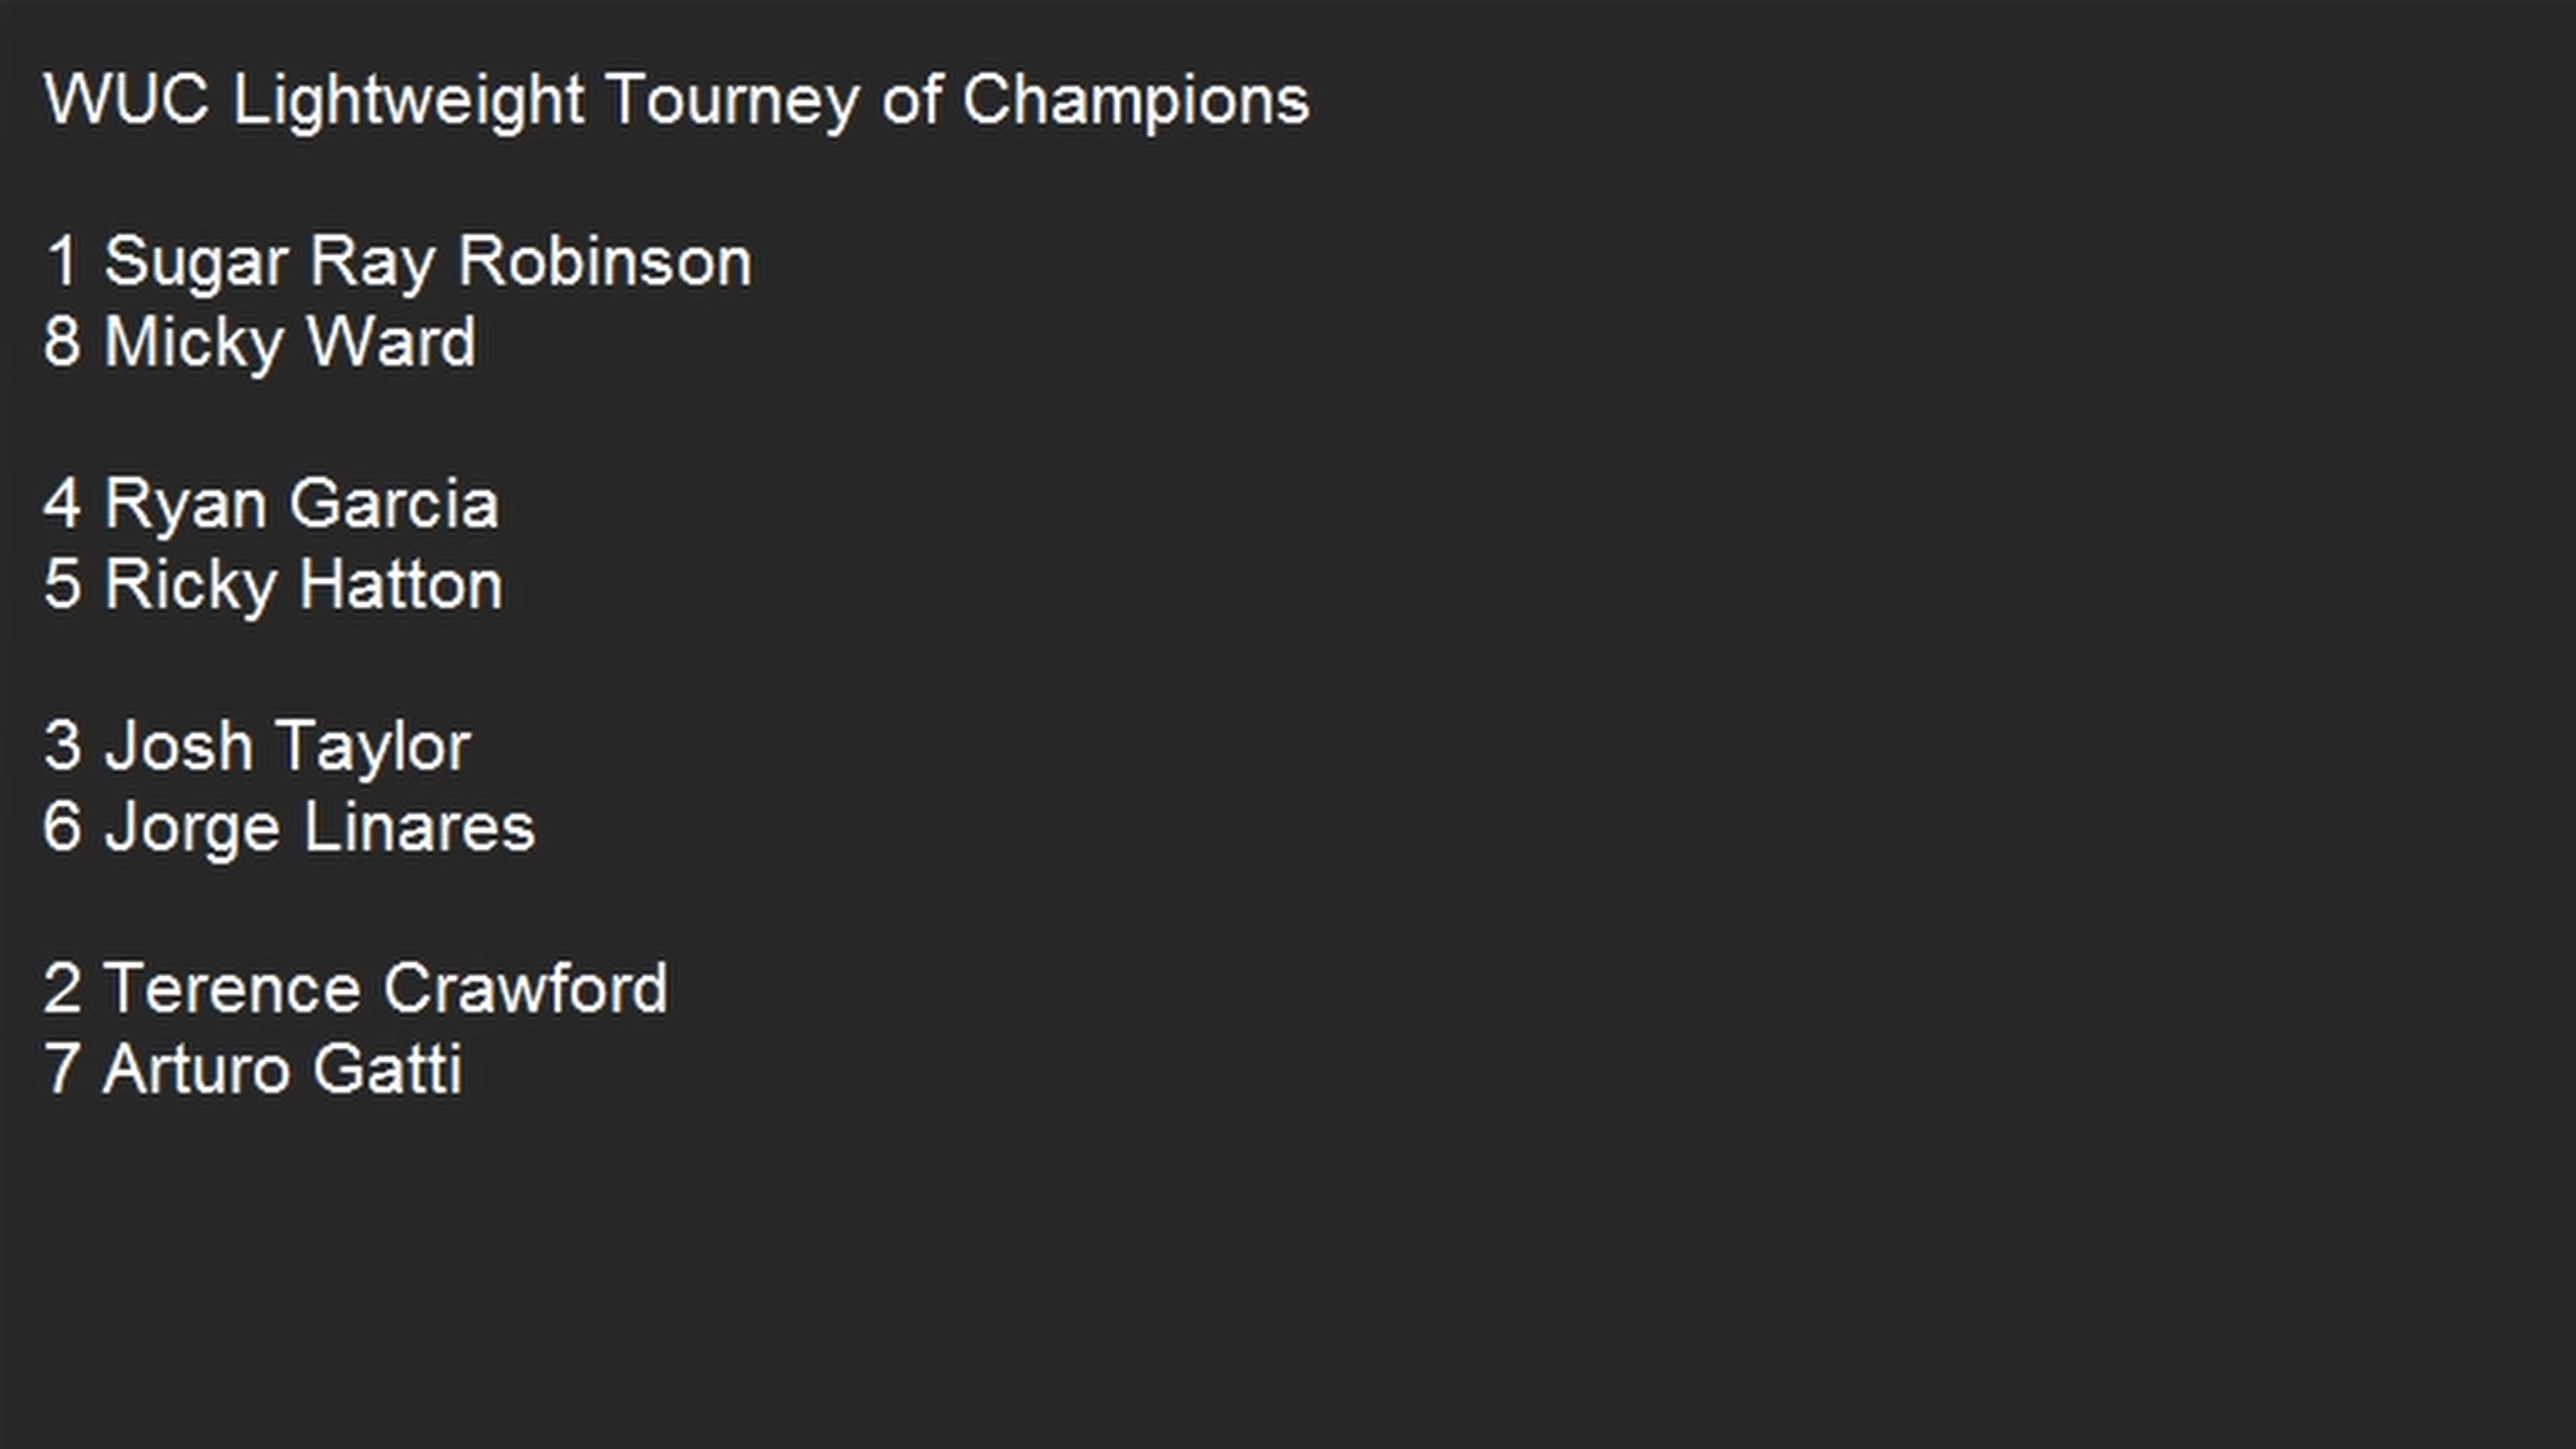 WUC Lightweight Tourney of Champions
1 Sugar Ray Robinson
8 Micky Ward
4 Ryan Garcia
5 Ricky Hatton
3 Josh Taylor
6 Jorge Linares
2 Terence Crawford
7 Arturo Gatti